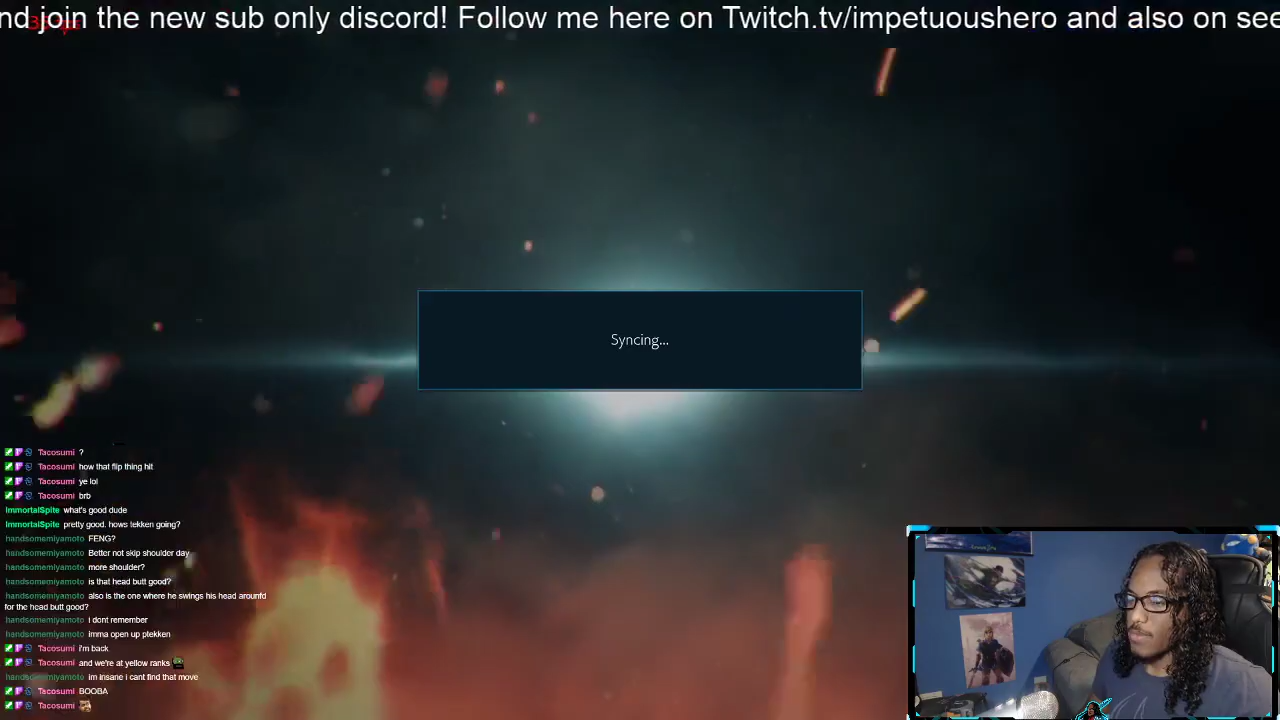 nd join the new sub only discord! Follow me here on Twitch.tv/impetuoushero and also on see
Syncing...
Tacosumi ?
Tacosumi how that flip thing hit
Tacosumi ye lol
Tacosumi brb
ImmortalSpite what's good dude
ImmortalSpite pretty good. hows tekken going?
handsomemiyamoto FENG?
handsomemiyamoto Better not skip shoulder day
handsomemiyamoto more shoulder?
handsomemiyamoto is that head butt good?
handsomemiyamoto also is the one where he swings his head arounfd
for the head butt good?
handsomemiyamoto i dont remember
handsomemiyamoto imma open up ptekken
Tacosumi i'm back
Tacosumi and we're at yellow ranks
handsomemiyamoto im insane i cant find that move
Tacosumi BOOBA
Tacosumi